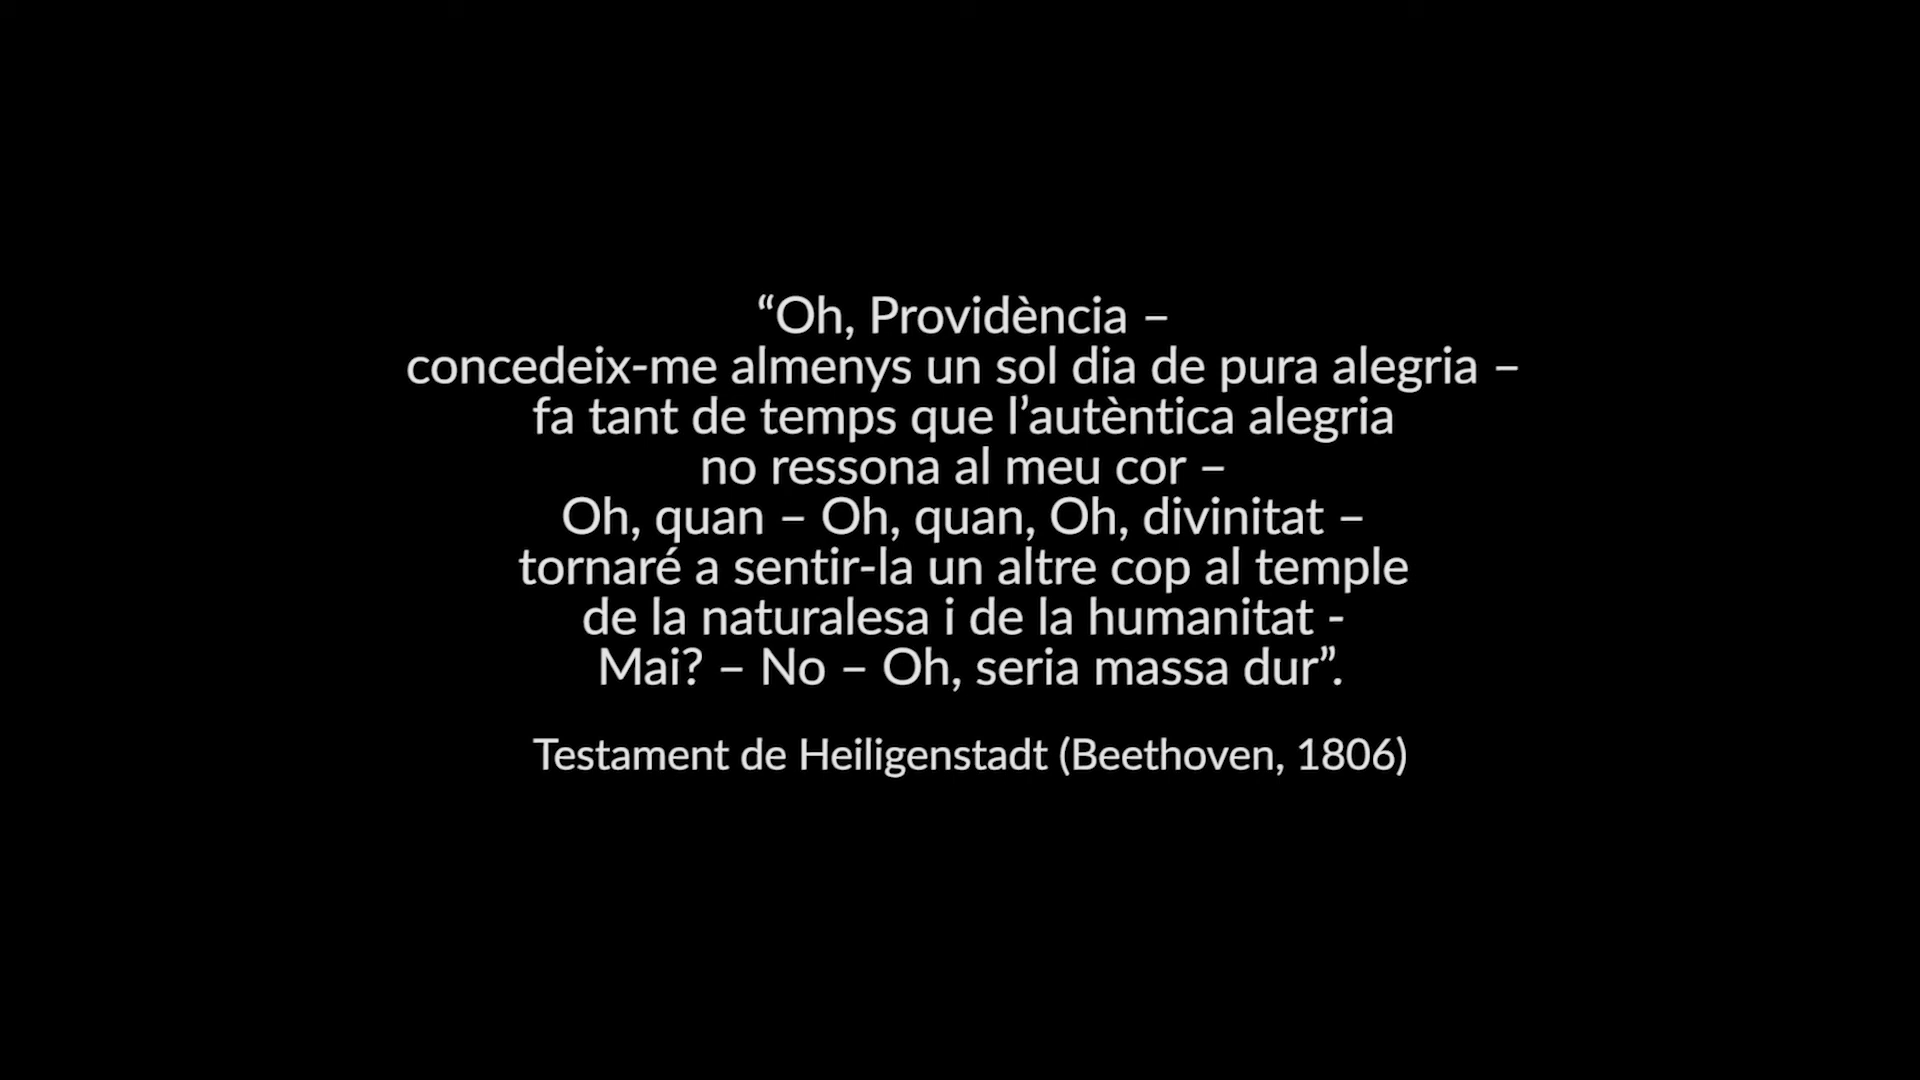 “Oh, Providència –
concedeix-me almenys un sol dia de pura alegria –
fa tant de temps que l’autèntica alegria
no ressona al meu cor –
Oh, quan – Oh, quan, Oh, divinitat –
tornaré a sentir-la un altre cop al temple
de la naturalesa i de la humanitat -
Mai? – No – Oh, seria massa dur”.
Testament de Heiligenstadt (Beethoven, 1806)